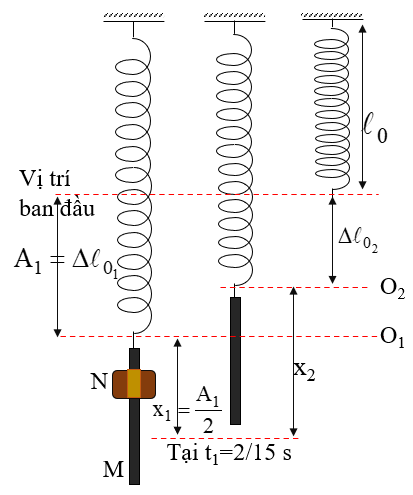 ℓ₀
Vị trí
ban đầu
A₁ = Δℓ₀₁
Δℓ₀₂
O₂
O₁
N
x₁ = A₁/2
x₂
M
Tại t₁=2/15 s